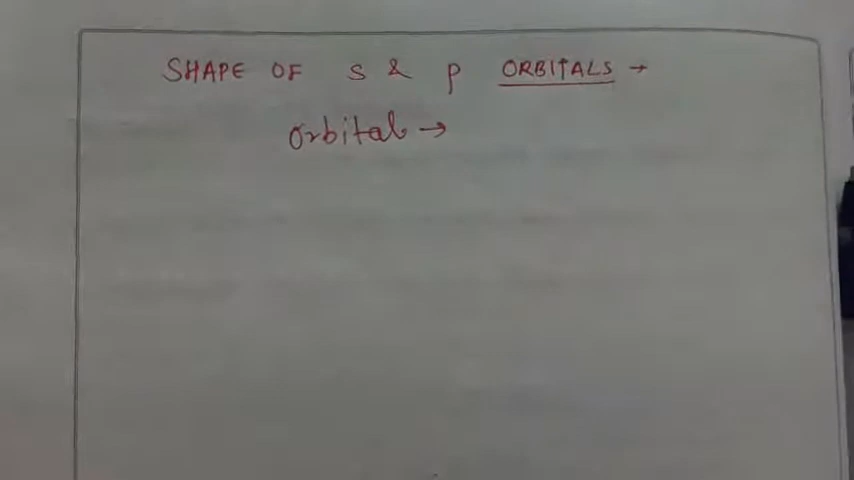 SHAPE OF s & p ORBITALS →
Orbital →